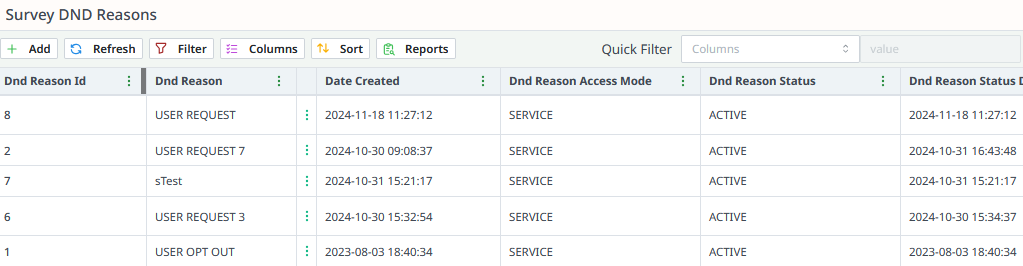 Survey DND Reasons
Add Refresh Filter Columns Sort Reports Quick Filter Columns value
Dnd Reason Id Dnd Reason Date Created Dnd Reason Access Mode Dnd Reason Status Dnd Reason Status D
8 USER REQUEST 2024-11-18 11:27:12 SERVICE ACTIVE 2024-11-18 11:27:12
2 USER REQUEST 7 2024-10-30 09:08:37 SERVICE ACTIVE 2024-10-31 16:43:48
7 sTest 2024-10-31 15:21:17 SERVICE ACTIVE 2024-10-31 15:21:17
6 USER REQUEST 3 2024-10-30 15:32:54 SERVICE ACTIVE 2024-10-30 15:34:37
1 USER OPT OUT 2023-08-03 18:40:34 SERVICE ACTIVE 2023-08-03 18:40:34